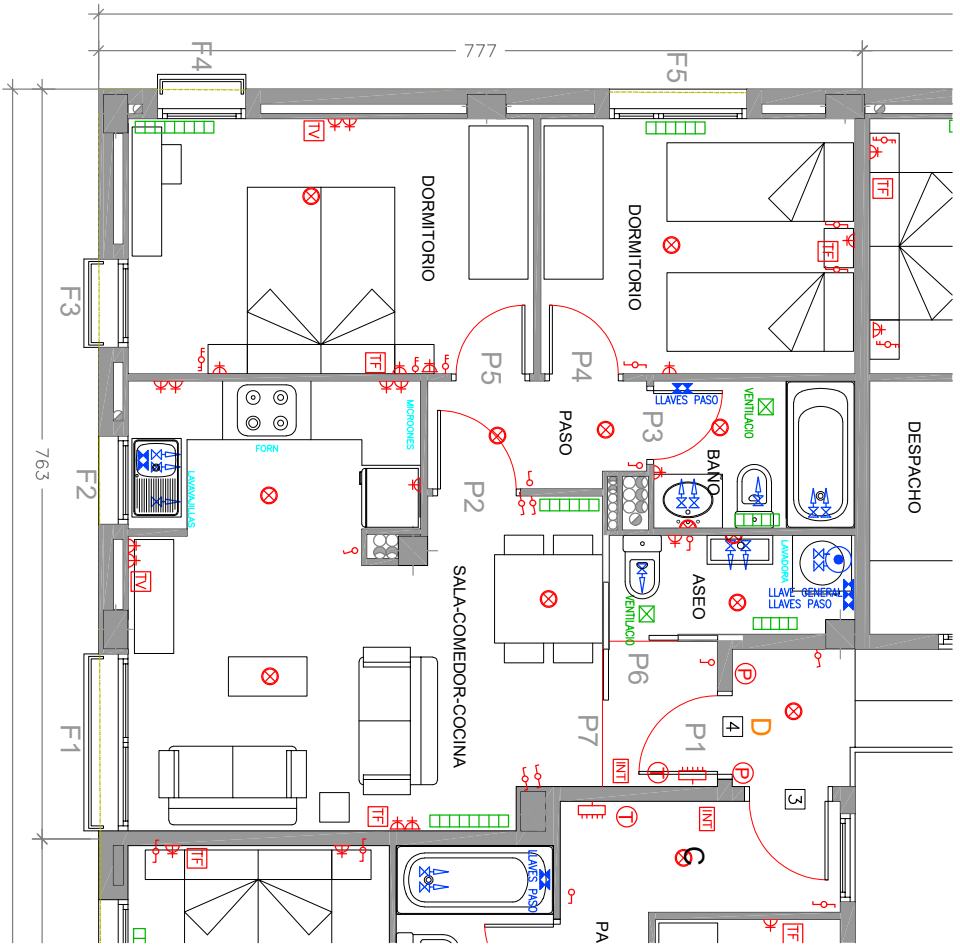 777
F4
F5
TV
TF
DORMITORIO
DORMITORIO
TF
F3
TF
P5
P4
MICROONES
LLAVES PASO
VENTILACIO
P3
PASO
BAÑO
DESPACHO
FORN
763
F2
LAVAVAJILLAS
P2
TV
SALA-COMEDOR-COCINA
ASEO
LAVADORA
LLAVE GENERAL
LLAVES PASO
VENTILACIO
P6
P
F1
P7
P1
4
D
INT
T
P
3
TF
T
INT
C
TF
LLAVES PASO
PA
TF